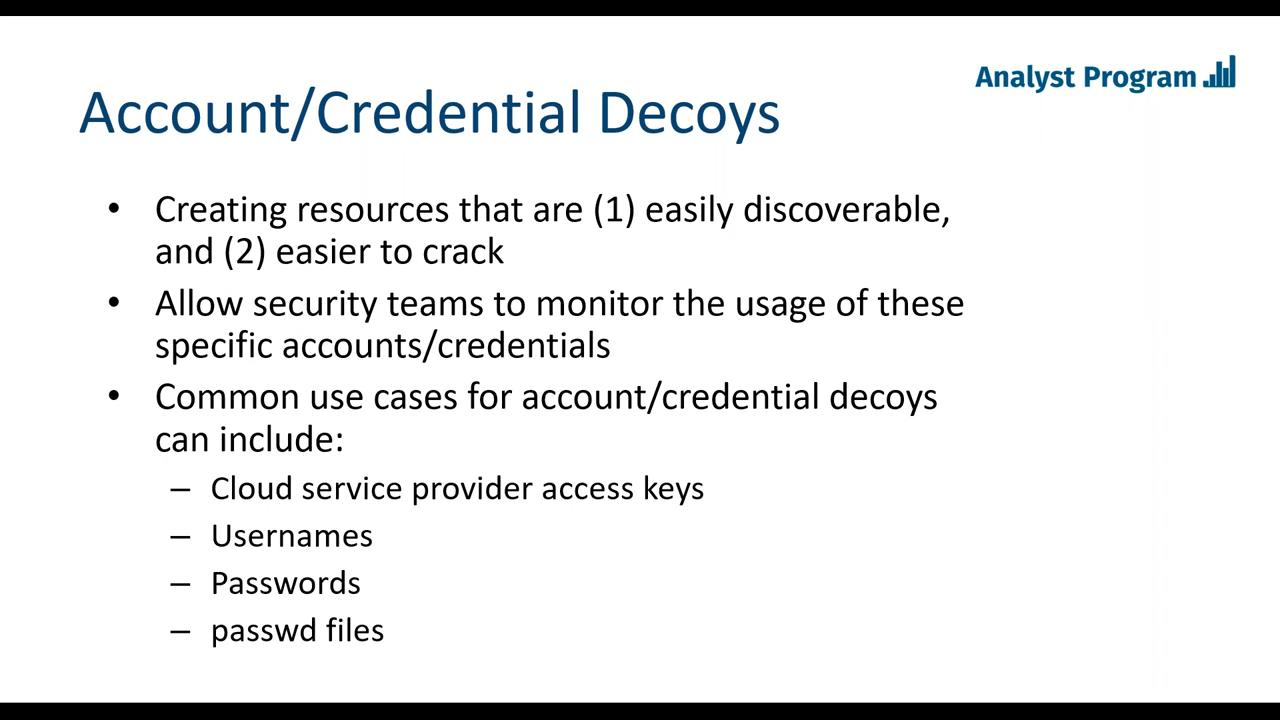 Analyst Program
Account/Credential Decoys
• Creating resources that are (1) easily discoverable,
and (2) easier to crack
• Allow security teams to monitor the usage of these
specific accounts/credentials
• Common use cases for account/credential decoys
can include:
– Cloud service provider access keys
– Usernames
– Passwords
– passwd files